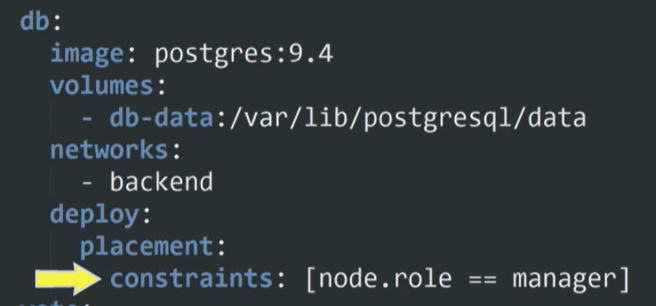 db:
image: postgres:9.4
volumes:
- db-data:/var/lib/postgresql/data
networks:
- backend
deploy:
placement:
constraints: [node.role == manager]